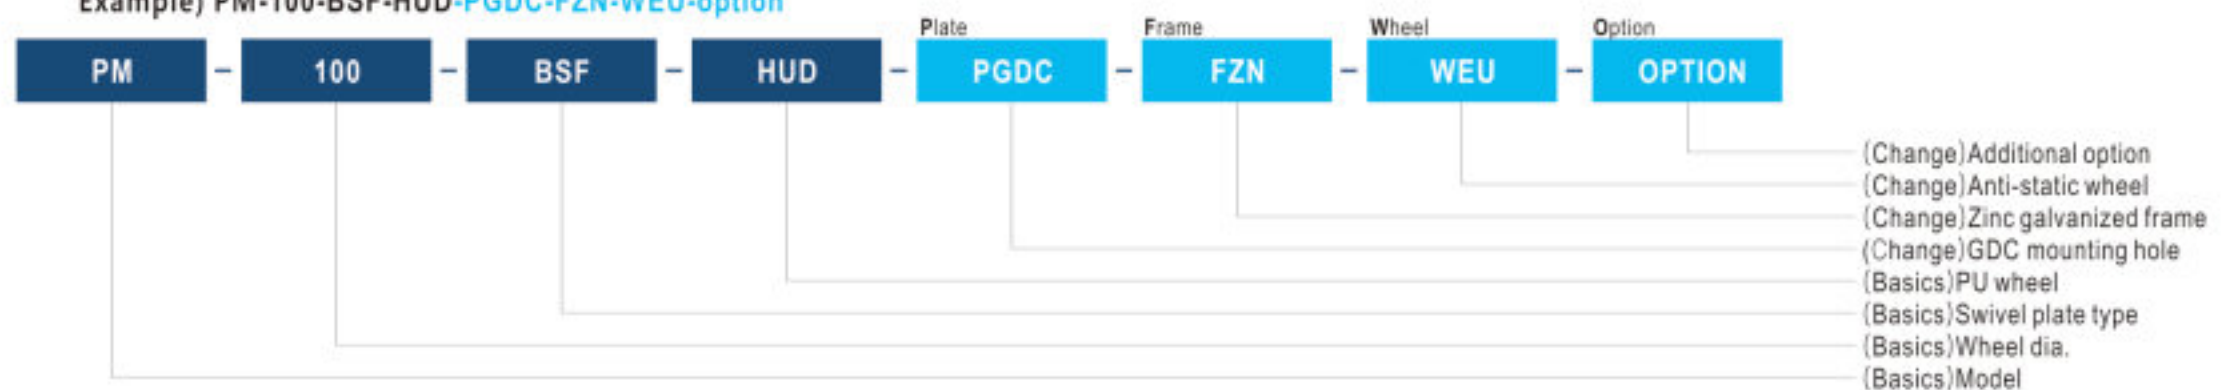 Example) PM-100-BSF-HUD-PGDC-FZN-WEU-option
Plate Frame Wheel Option
PM – 100 – BSF – HUD – PGDC – FZN – WEU – OPTION
(Change)Additional option
(Change)Anti-static wheel
(Change)Zinc galvanized frame
(Change)GDC mounting hole
(Basics)PU wheel
(Basics)Swivel plate type
(Basics)Wheel dia.
(Basics)Model